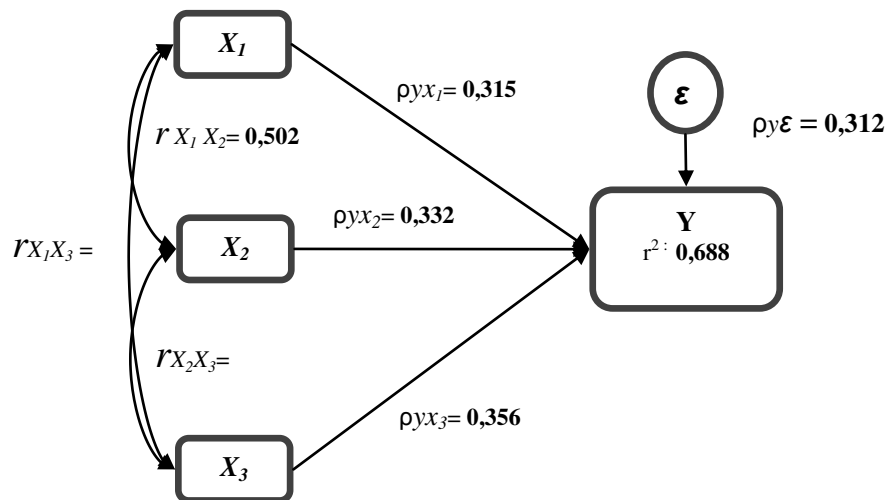 X₁
ρyx₁= 0,315
ε
ρyε = 0,312
r X₁ X₂= 0,502
ρyx₂= 0,332
Y
r² : 0,688
rX₁X₃ =
X₂
rX₂X₃=
ρyx₃= 0,356
X₃